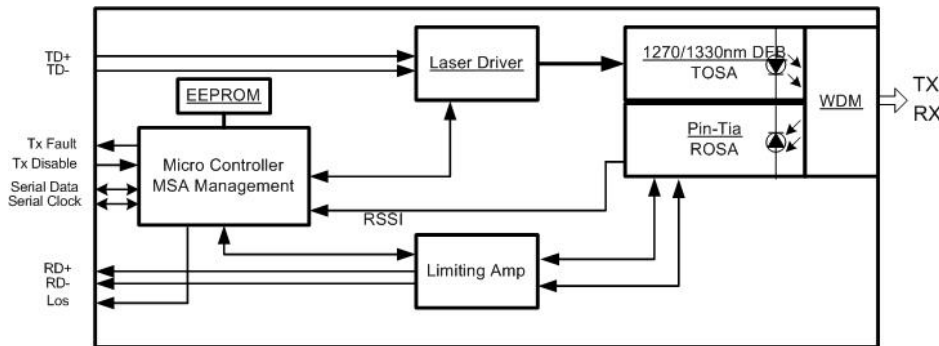 TD+
TD-
Laser Driver
1270/1330nm DFB
TOSA
WDM
TX
RX
EEPROM
Pin-Tia
ROSA
Tx Fault
Tx Disable
Serial Data
Serial Clock
Micro Controller
MSA Management
RSSI
RD+
RD-
Los
Limiting Amp